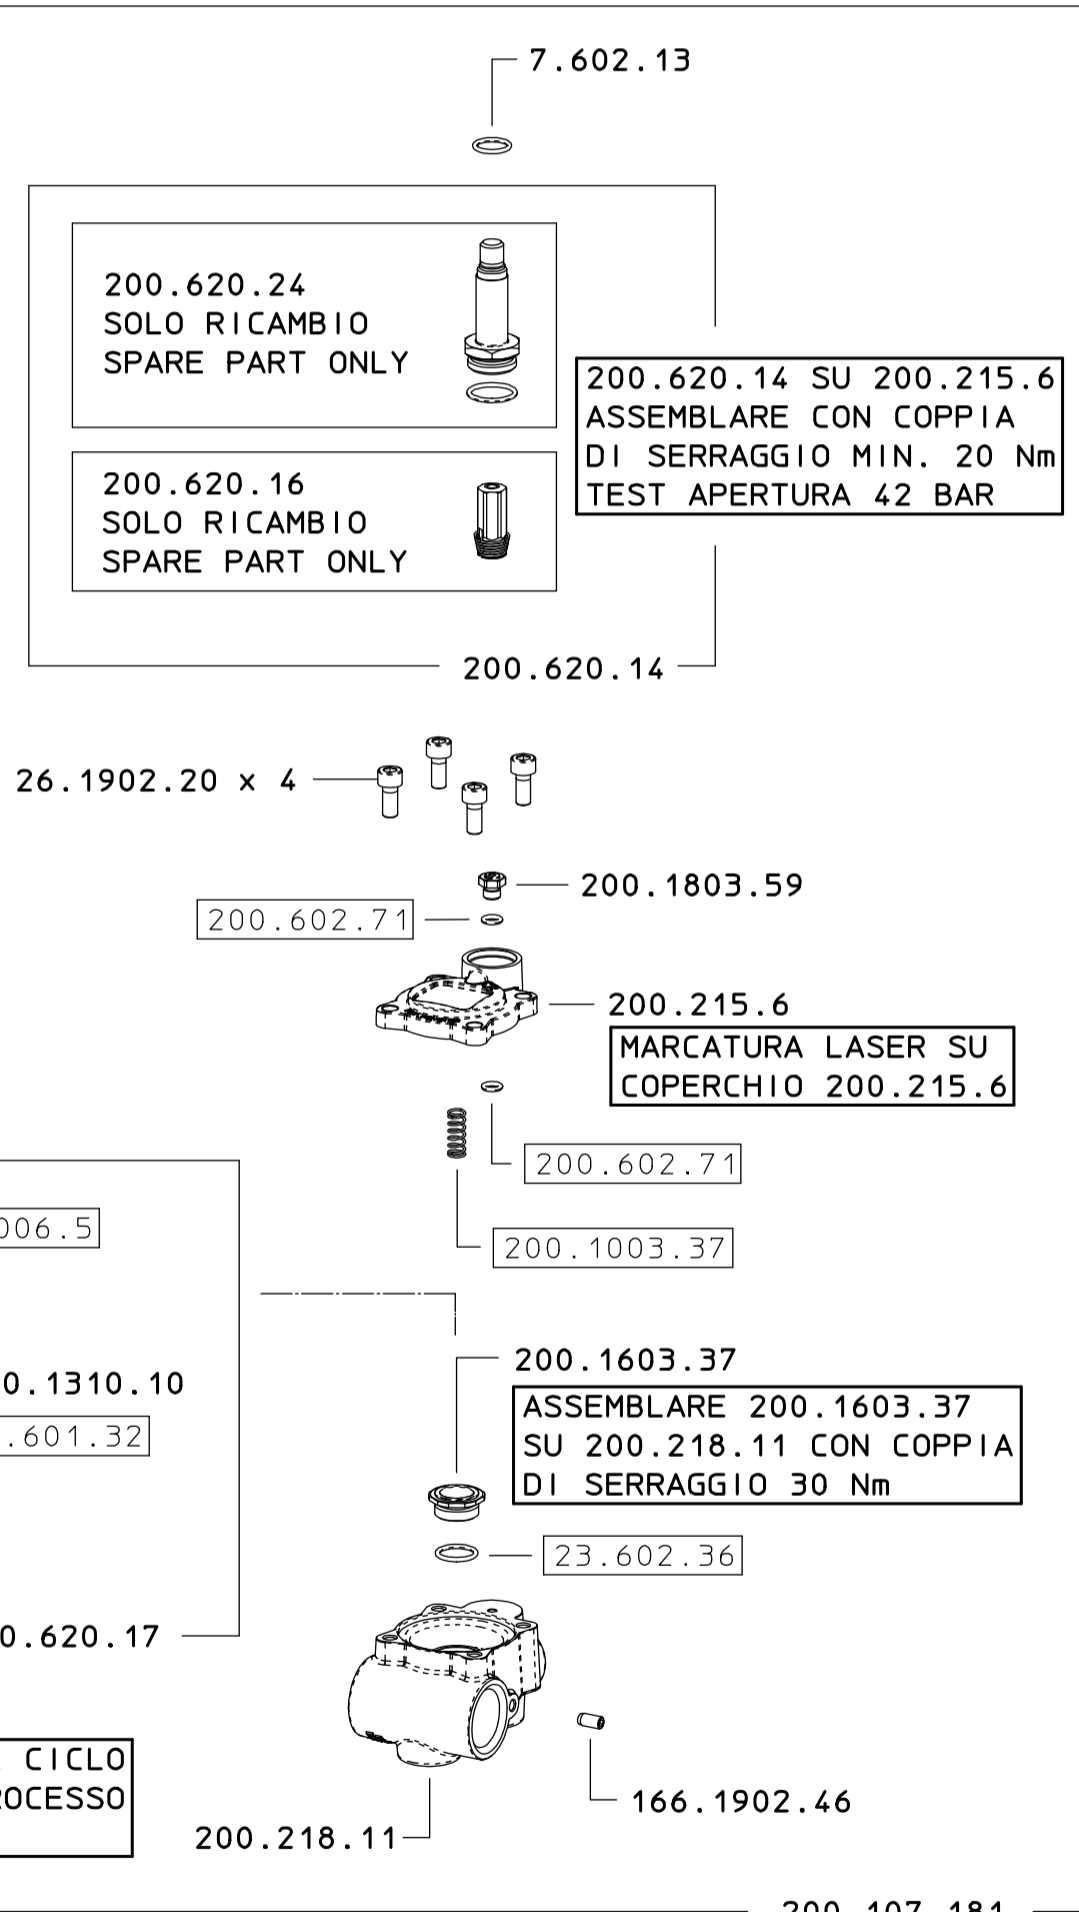 7.602.13
200.620.24
SOLO RICAMBIO
SPARE PART ONLY
200.620.14 SU 200.215.6
ASSEMBLARE CON COPPIA
DI SERRAGGIO MIN. 20 Nm
TEST APERTURA 42 BAR
200.620.16
SOLO RICAMBIO
SPARE PART ONLY
200.620.14
26.1902.20 x 4
200.1803.59
200.602.71
200.215.6
MARCATURA LASER SU
COPERCHIO 200.215.6
200.602.71
006.5
200.1003.37
200.1603.37
0.1310.10
ASSEMBLARE 200.1603.37
SU 200.218.11 CON COPPIA
DI SERRAGGIO 30 Nm
.601.32
23.602.36
0.620.17
CICLO
ROCESSO
166.1902.46
200.218.11
200.107.181